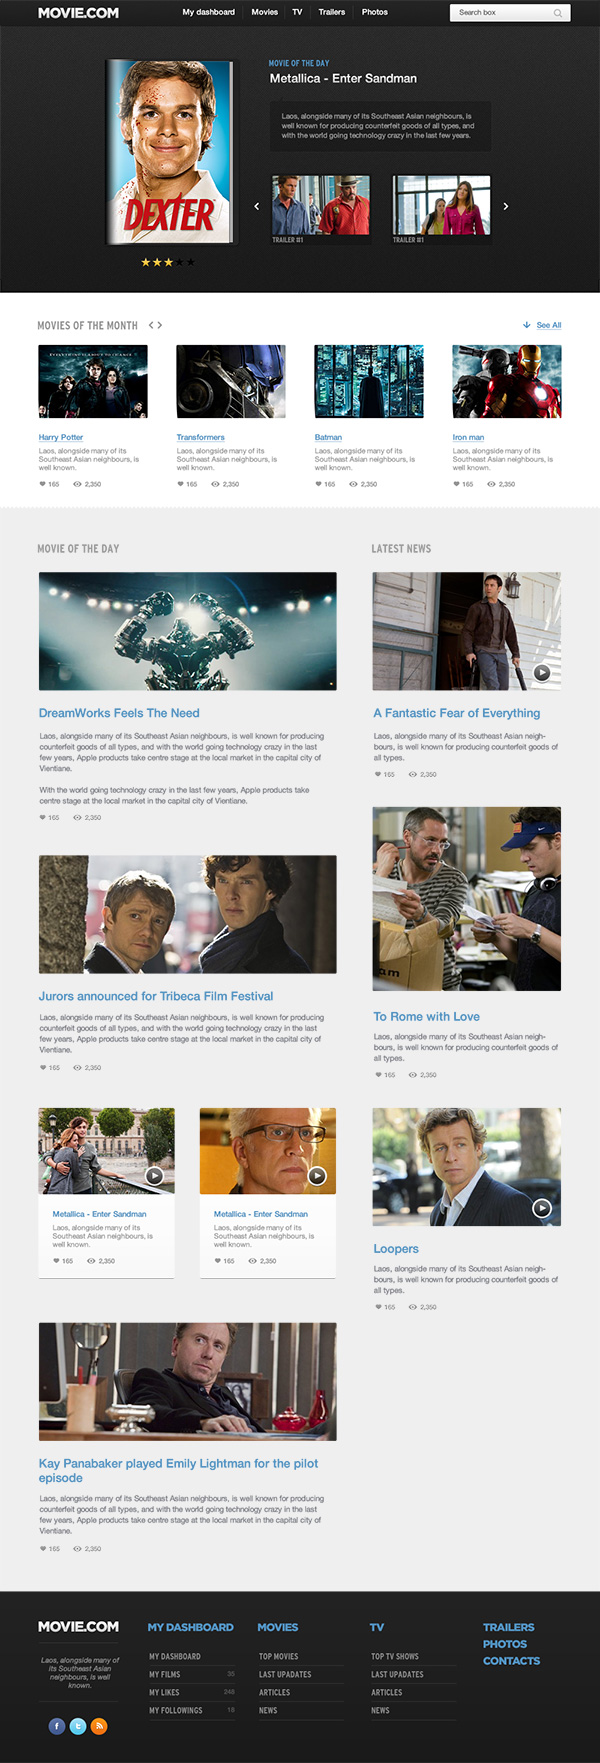 MOVIE.COM
My dashboard
Movies
TV
Trailers
Photos
Search box
MOVIE OF THE DAY
Metallica - Enter Sandman
Laos, alongside many of its Southeast Asian neighbours, is
well known for producing counterfeit goods of all types, and
with the world going technology crazy in the last few years.
DEXTER
TRAILER #1
TRAILER #1
MOVIES OF THE MONTH
See All
Harry Potter
Laos, alongside many of its
Southeast Asian neighbours, is
well known.
165 2,350
Transformers
Laos, alongside many of its
Southeast Asian neighbours, is
well known.
165 2,350
Batman
Laos, alongside many of its
Southeast Asian neighbours, is
well known.
165 2,350
Iron man
Laos, alongside many of its
Southeast Asian neighbours, is
well known.
165 2,350
MOVIE OF THE DAY
DreamWorks Feels The Need
Laos, alongside many of its Southeast Asian neighbours, is well known for producing
counterfeit goods of all types, and with the world going technology crazy in the last
few years, Apple products take centre stage at the local market in the capital city of
Vientiane.
With the world going technology crazy in the last few years, Apple products take
centre stage at the local market in the capital city of Vientiane.
165 2,350
Jurors announced for Tribeca Film Festival
Laos, alongside many of its Southeast Asian neighbours, is well known for producing
counterfeit goods of all types, and with the world going technology crazy in the last
few years, Apple products take centre stage at the local market in the capital city of
Vientiane.
165 2,350
Metallica - Enter Sandman
Laos, alongside many of its
Southeast Asian neighbours, is
well known.
165 2,350
Metallica - Enter Sandman
Laos, alongside many of its
Southeast Asian neighbours, is
well known.
165 2,350
Kay Panabaker played Emily Lightman for the pilot
episode
Laos, alongside many of its Southeast Asian neighbours, is well known for producing
counterfeit goods of all types, and with the world going technology crazy in the last
few years, Apple products take centre stage at the local market in the capital city of
Vientiane.
165 2,350
LATEST NEWS
A Fantastic Fear of Everything
Laos, alongside many of its Southeast Asian neigh-
bours, is well known for producing counterfeit goods of
all types.
165 2,350
am
To Rome with Love
Laos, alongside many of its Southeast Asian neigh-
bours, is well known for producing counterfeit goods of
all types.
165 2,350
Loopers
Laos, alongside many of its Southeast Asian neigh-
bours, is well known for producing counterfeit goods of
all types.
165 2,350
MOVIE.COM
Laos, alongside many of
its Southeast Asian
neighbours, is well
known.
MY DASHBOARD
MY DASHBOARD
MY FILMS 35
MY LIKES 248
MY FOLLOWINGS 18
MOVIES
TOP MOVIES
LAST UPADATES
ARTICLES
NEWS
TV
TOP TV SHOWS
LAST UPADATES
ARTICLES
NEWS
TRAILERS
PHOTOS
CONTACTS